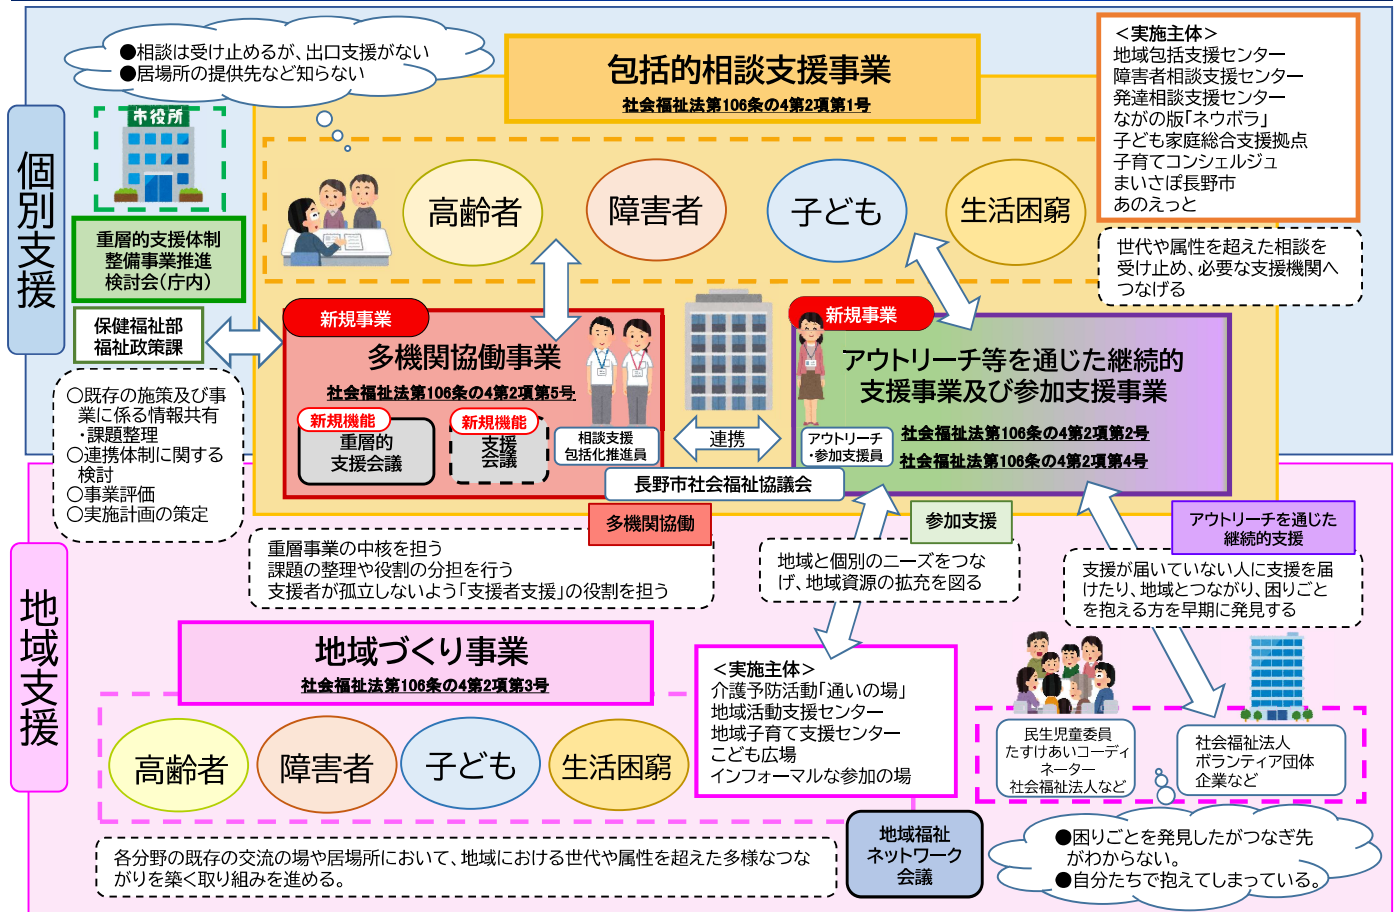 ●相談は受け止めるが、出口支援がない
●居場所の提供先など知らない
包括的相談支援事業
社会福祉法第106条の4第2項第1号
＜実施主体＞
地域包括支援センター
障害者相談支援センター
発達相談支援センター
ながの版「ネウボラ」
子ども家庭総合支援拠点
子育てコンシェルジュ
まいさぽ長野市
あのえっと
個別支援
市役所
高齢者
障害者
子ども
生活困窮
重層的支援体制
整備事業推進
検討会（庁内）
世代や属性を超えた相談を
受け止め、必要な支援機関へ
つなげる
保健福祉部
福祉政策課
新規事業
多機関協働事業
社会福祉法第106条の4第2項第5号
新規機能
重層的
支援会議
新規機能
支援
会議
相談支援
包括化推進員
連携
新規事業
アウトリーチ等を通じた継続的
支援事業及び参加支援事業
社会福祉法第106条の4第2項第2号
社会福祉法第106条の4第2項第4号
アウトリーチ
・参加支援員
長野市社会福祉協議会
○既存の施策及び事
業に係る情報共有
・課題整理
○連携体制に関する
検討
○事業評価
○実施計画の策定
多機関協働
重層事業の中核を担う
課題の整理や役割の分担を行う
支援者が孤立しないよう「支援者支援」の役割を担う
参加支援
地域と個別のニーズをつな
げ、地域資源の拡充を図る
アウトリーチを通じた
継続的支援
支援が届いていない人に支援を届
けたり、地域とつながり、困りごと
を抱える方を早期に発見する
地域支援
地域づくり事業
社会福祉法第106条の4第2項第3号
高齢者
障害者
子ども
生活困窮
＜実施主体＞
介護予防活動「通いの場」
地域活動支援センター
地域子育て支援センター
こども広場
インフォーマルな参加の場
民生児童委員
たすけあいコーディ
ネーター
社会福祉法人など
社会福祉法人
ボランティア団体
企業など
各分野の既存の交流の場や居場所において、地域における世代や属性を超えた多様なつな
がりを築く取り組みを進める。
地域福祉
ネットワーク
会議
●困りごとを発見したがつなぎ先
がわからない。
●自分たちで抱えてしまっている。